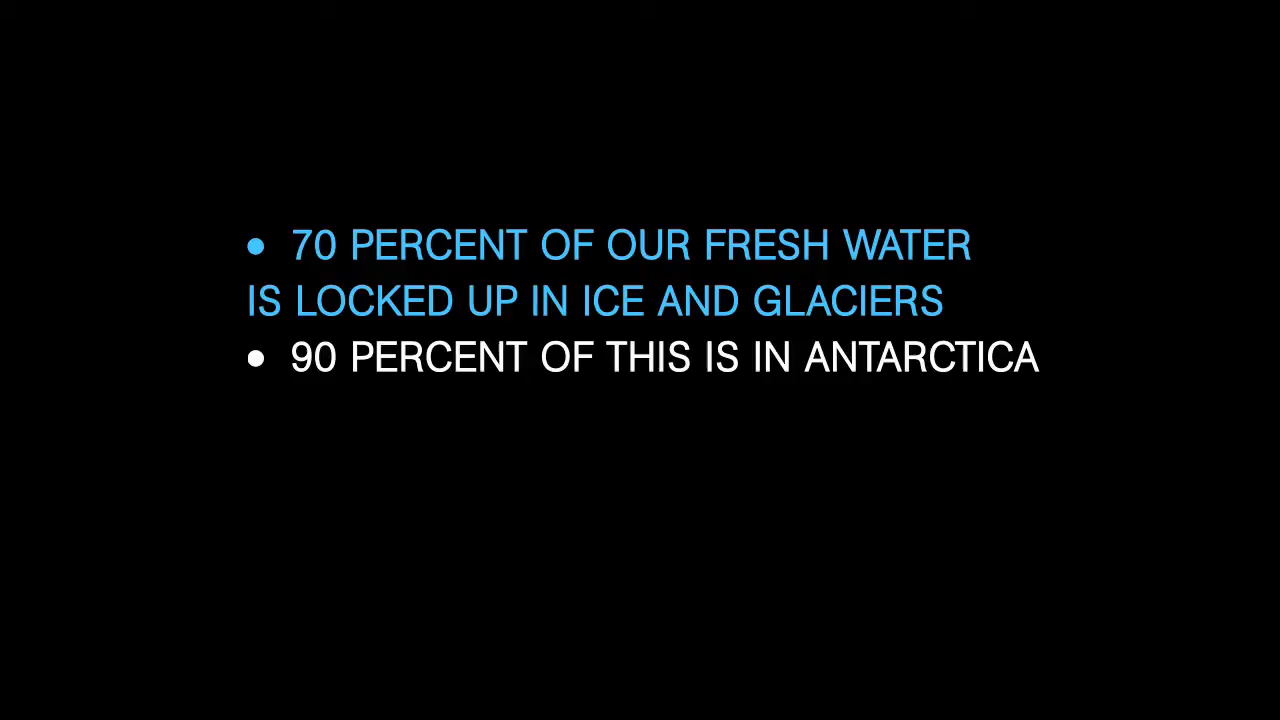 • 70 PERCENT OF OUR FRESH WATER
IS LOCKED UP IN ICE AND GLACIERS
• 90 PERCENT OF THIS IS IN ANTARCTICA